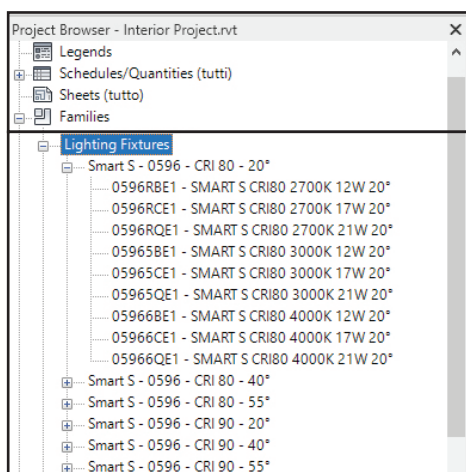 Project Browser - Interior Project.rvt
Legends
Schedules/Quantities (tutti)
Sheets (tutto)
Families
Lighting Fixtures
Smart S - 0596 - CRI 80 - 20°
0596RBE1 - SMART S CRI80 2700K 12W 20°
0596RCE1 - SMART S CRI80 2700K 17W 20°
0596RQE1 - SMART S CRI80 2700K 21W 20°
05965BE1 - SMART S CRI80 3000K 12W 20°
05965CE1 - SMART S CRI80 3000K 17W 20°
05965QE1 - SMART S CRI80 3000K 21W 20°
05966BE1 - SMART S CRI80 4000K 12W 20°
05966CE1 - SMART S CRI80 4000K 17W 20°
05966QE1 - SMART S CRI80 4000K 21W 20°
Smart S - 0596 - CRI 80 - 40°
Smart S - 0596 - CRI 80 - 55°
Smart S - 0596 - CRI 90 - 20°
Smart S - 0596 - CRI 90 - 40°
Smart S - 0596 - CRI 90 - 55°